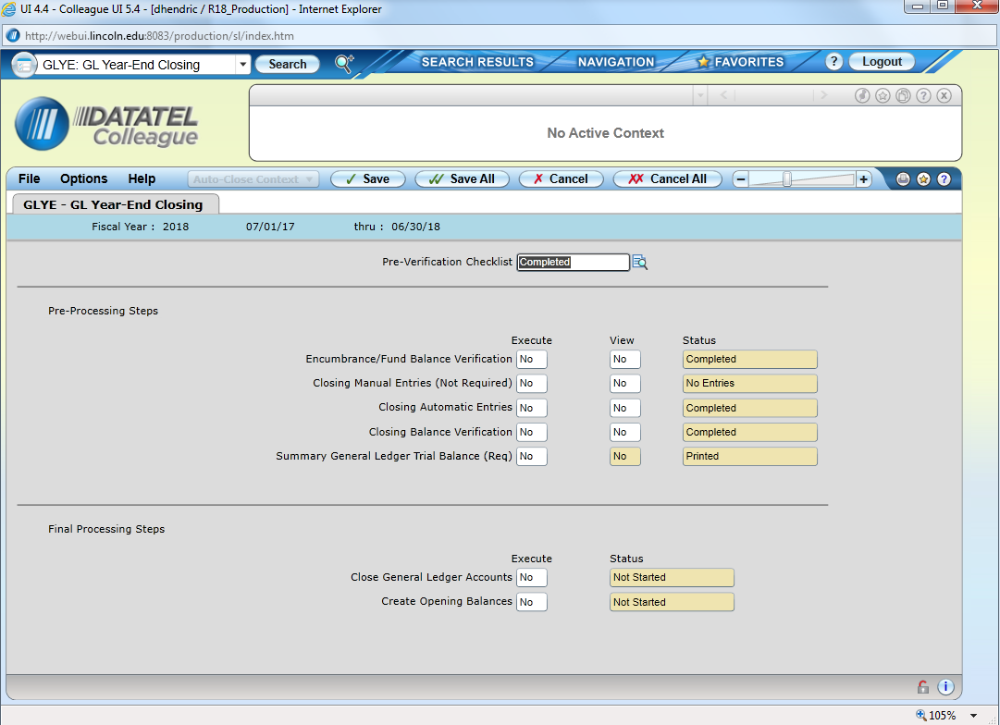 UI 4.4 - Colleague UI 5.4 - [dhendric / R18_Production] - Internet Explorer
http://webui.lincoln.edu:8083/production/sl/index.htm
GLYE: GL Year-End Closing Search SEARCH RESULTS NAVIGATION FAVORITES ? Logout
DATATEL
Colleague
No Active Context
File Options Help Auto-Close Context Save Save All Cancel Cancel All
GLYE - GL Year-End Closing
Fiscal Year : 2018 07/01/17 thru : 06/30/18
Pre-Verification Checklist Completed
Pre-Processing Steps
Execute View Status
Encumbrance/Fund Balance Verification No No Completed
Closing Manual Entries (Not Required) No No No Entries
Closing Automatic Entries No No Completed
Closing Balance Verification No No Completed
Summary General Ledger Trial Balance (Req) No No Printed
Final Processing Steps
Execute Status
Close General Ledger Accounts No Not Started
Create Opening Balances No Not Started
105%